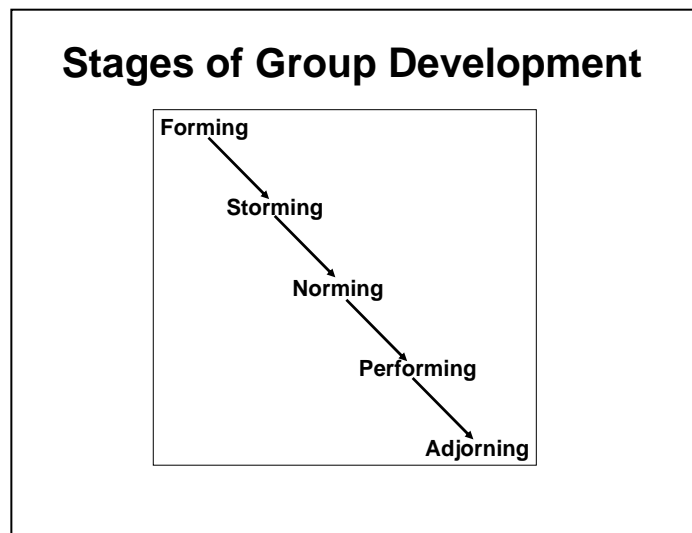 Stages of Group Development
Forming
Storming
Norming
Performing
Adjorning